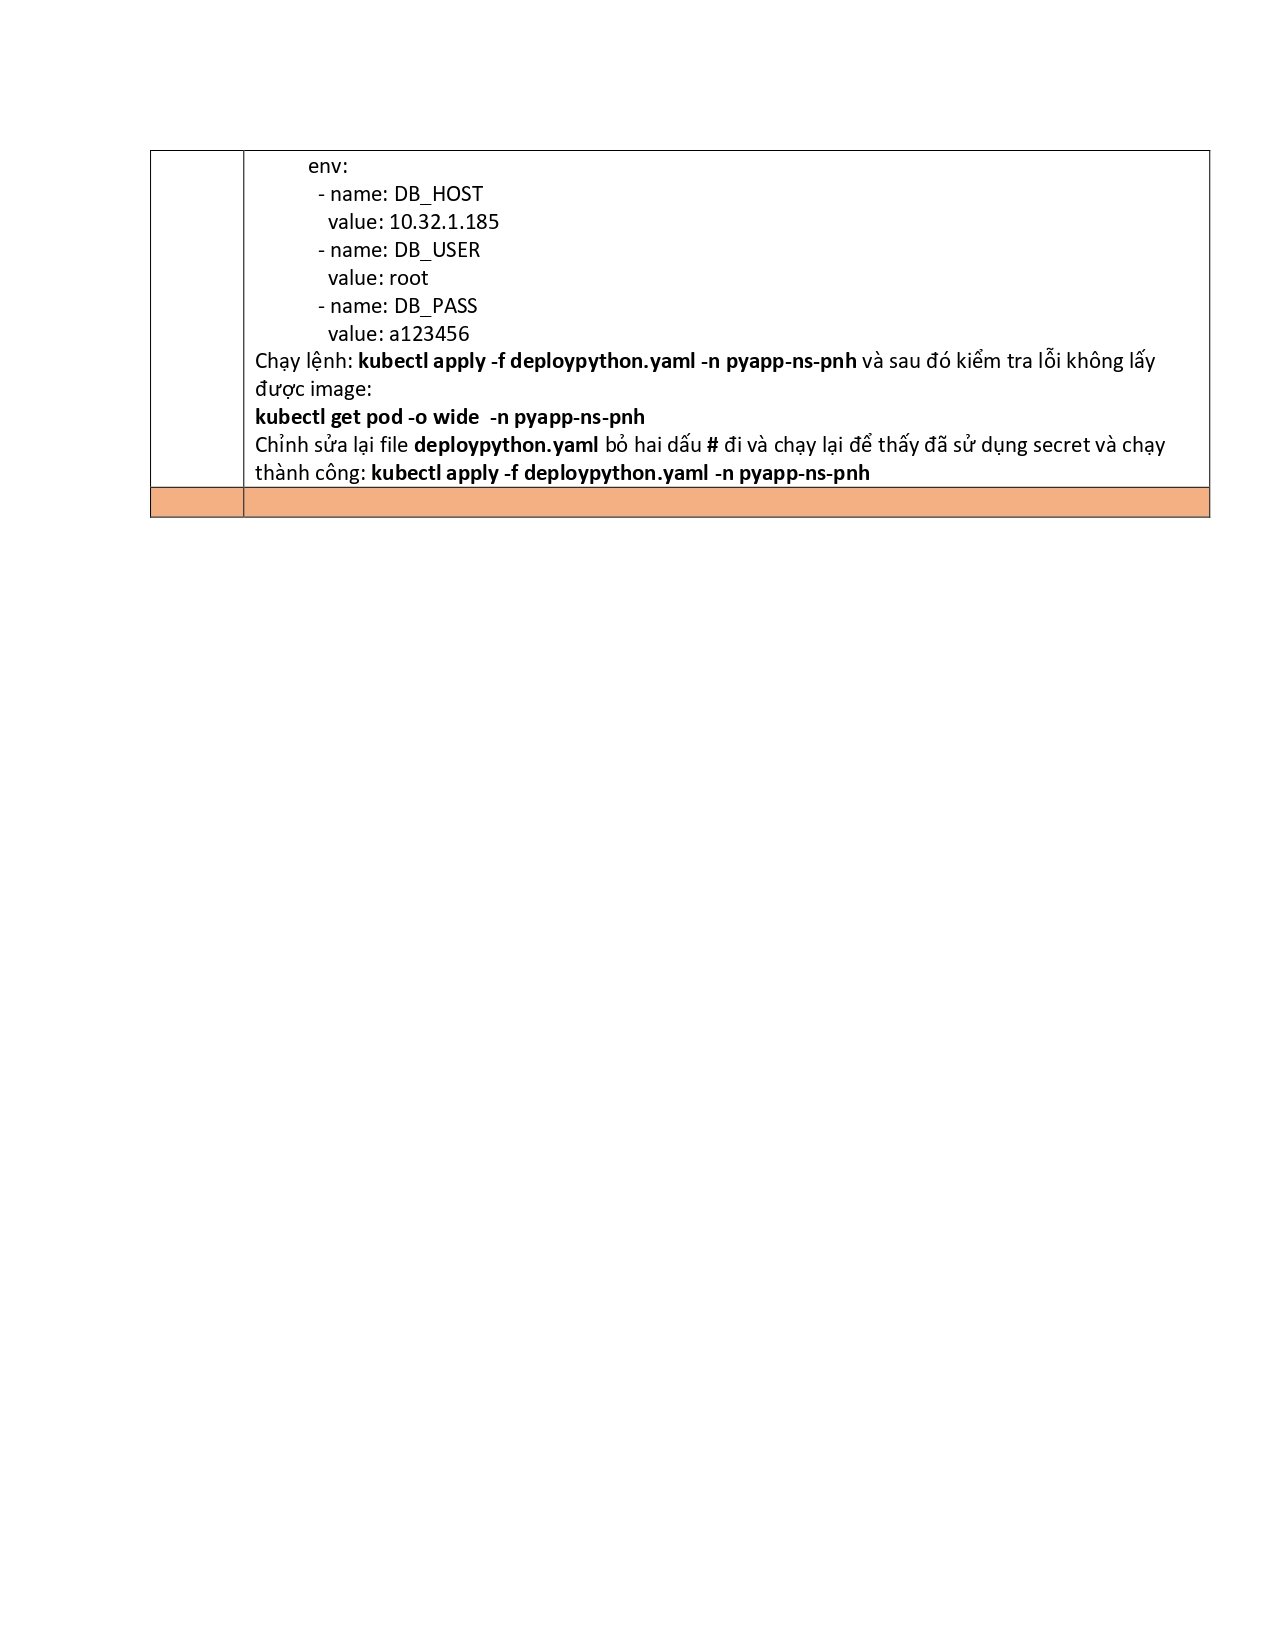 env:
- name: DB_HOST
value: 10.32.1.185
- name: DB_USER
value: root
- name: DB_PASS
value: a123456
Chạy lệnh: kubectl apply -f deploypython.yaml -n pyapp-ns-pnh và sau đó kiểm tra lỗi không lấy
được image:
kubectl get pod -o wide  -n pyapp-ns-pnh
Chỉnh sửa lại file deploypython.yaml bỏ hai dấu # đi và chạy lại để thấy đã sử dụng secret và chạy
thành công: kubectl apply -f deploypython.yaml -n pyapp-ns-pnh